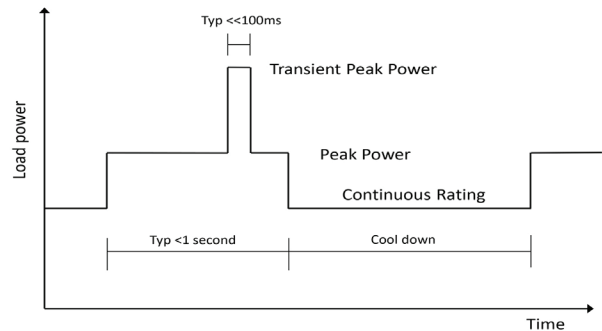 Typ <<100ms
Transient Peak Power
Load power
Peak Power
Continuous Rating
Typ <1 second
Cool down
Time